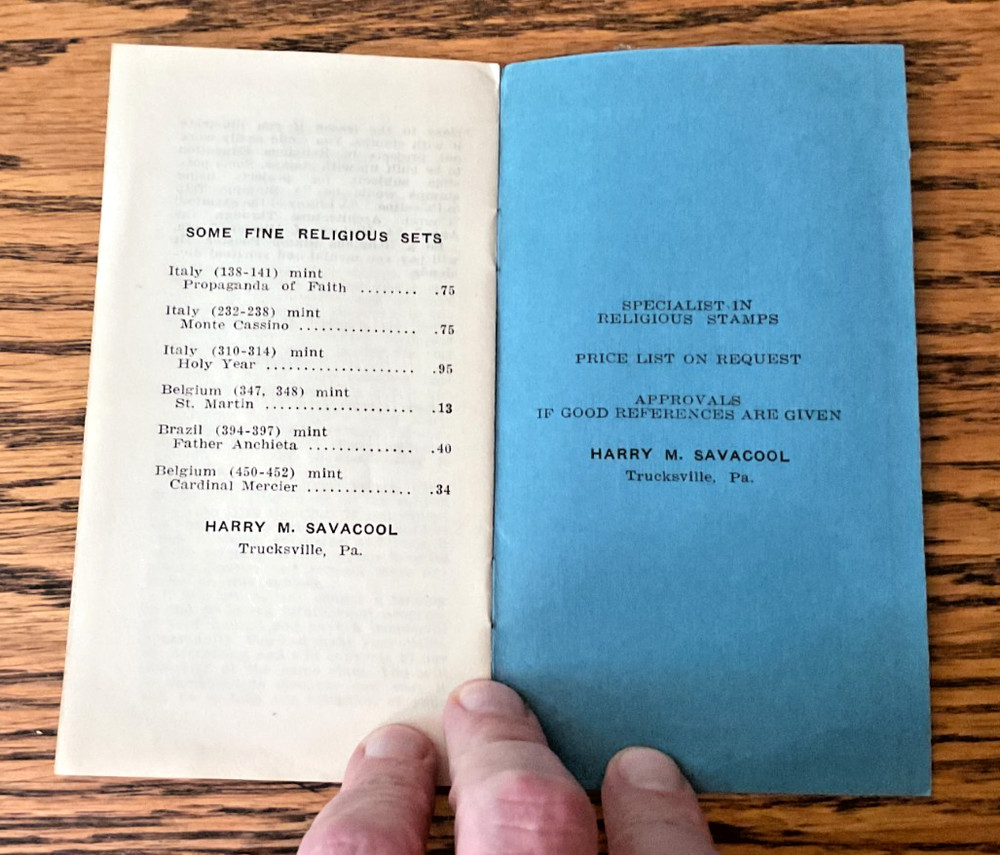 SOME FINE RELIGIOUS SETS
Italy (138-141) mint
Propaganda of Faith ........ .75
Italy (232-238) mint
Monte Cassino ................ .75
Italy (310-314) mint
Holy Year .................... .95
Belgium (347, 348) mint
St. Martin .................... .13
Brazil (394-397) mint
Father Anchieta .............. .40
Belgium (450-452) mint
Cardinal Mercier .............. .34
HARRY M. SAVACOOL
Trucksville, Pa.
SPECIALIST IN
RELIGIOUS STAMPS
PRICE LIST ON REQUEST
APPROVALS
IF GOOD REFERENCES ARE GIVEN
HARRY M. SAVACOOL
Trucksville, Pa.